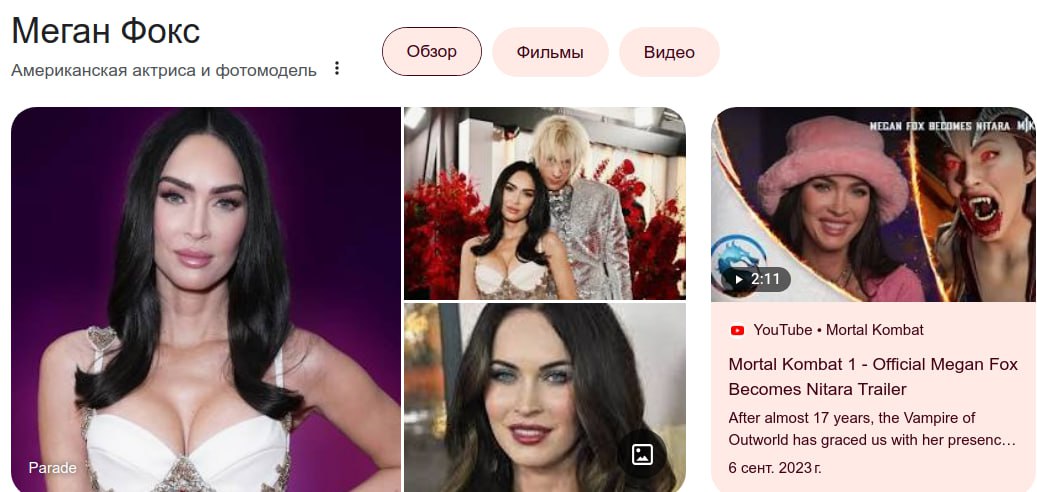 Меган Фокс
Американская актриса и фотомодель
Обзор
Фильмы
Видео
Parade
MEGAN FOX BECOMES NITARA
2:11
YouTube • Mortal Kombat
Mortal Kombat 1 - Official Megan Fox
Becomes Nitara Trailer
After almost 17 years, the Vampire of
Outworld has graced us with her presenc…
6 сент. 2023 г.